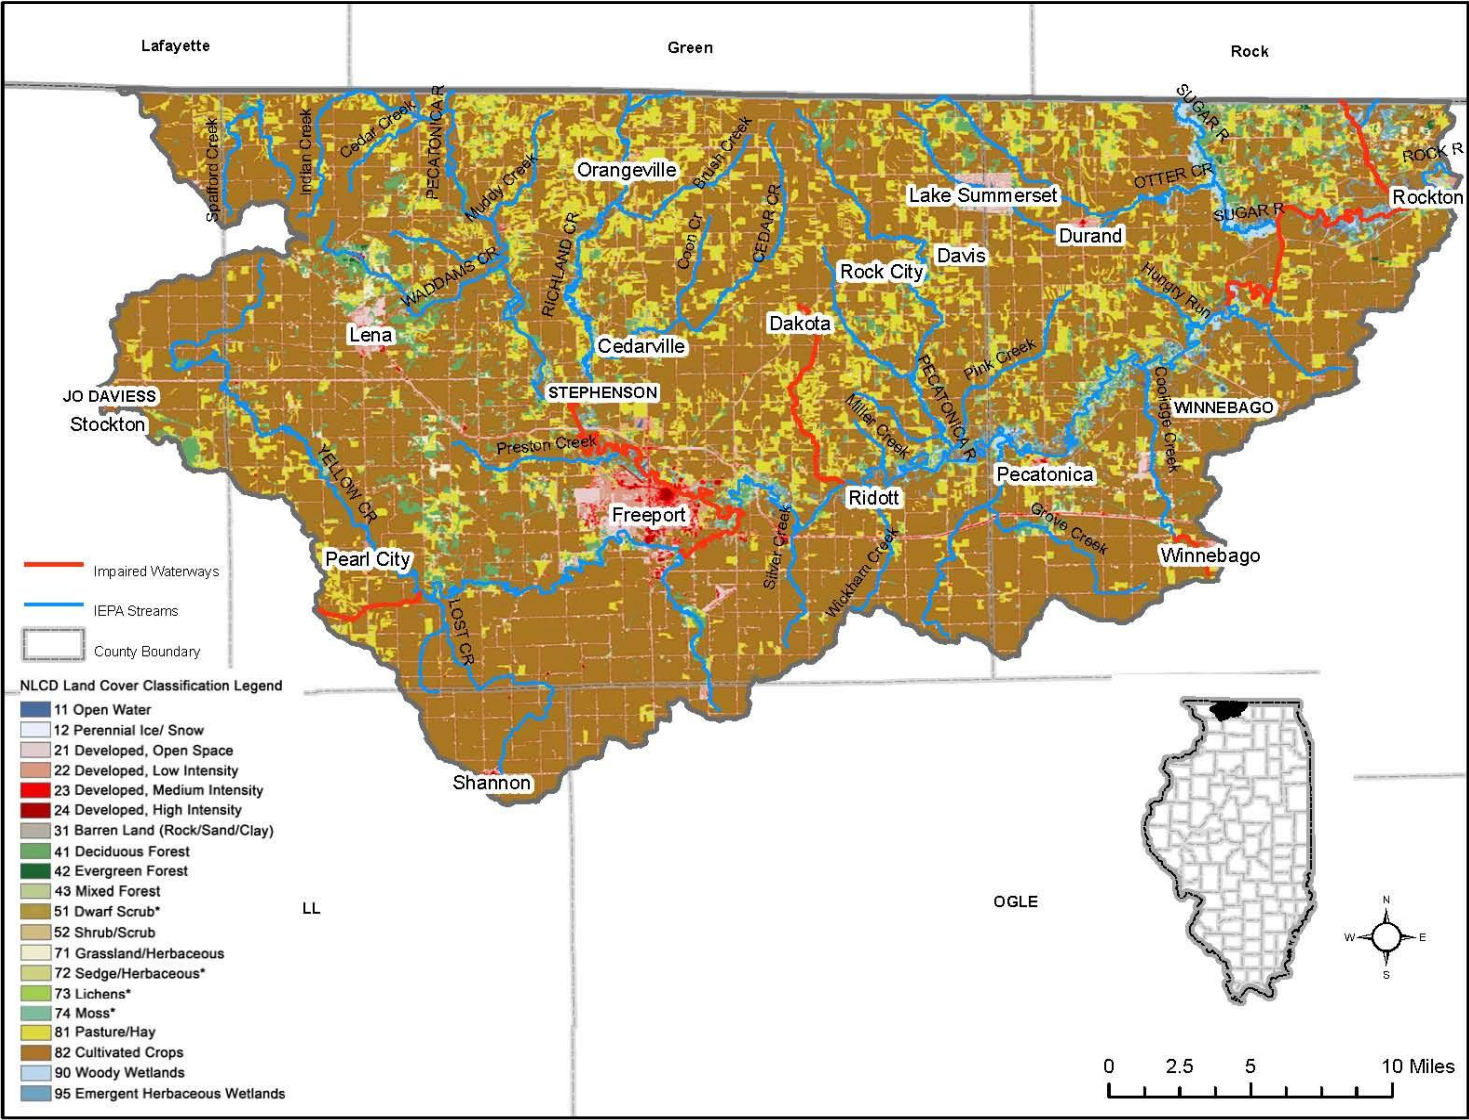 Lafayette
Green
Rock
Spafford Creek
Indian Creek
Cedar Creek
PECATONICA R
Muddy Creek
Orangeville
Brush Creek
SUGAR R
ROCK R
OTTER CR
Lake Summerset
Rockton
SUGAR R
Durand
RICHLAND CR
Coon Cr
CEDAR CR
Davis
WADDAMS CR
Rock City
Hungry Run
Lena
Dakota
Cedarville
Pink Creek
JO DAVIESS
Stockton
STEPHENSON
PECATONICA R
Coolidge Creek
WINNEBAGO
Miller Creek
Preston Creek
YELLOW CR
Pecatonica
Ridott
Freeport
Grove Creek
Silver Creek
Wickham Creek
Winnebago
Pearl City
LOST CR
Shannon
Impaired Waterways
IEPA Streams
County Boundary
NLCD Land Cover Classification Legend
11 Open Water
12 Perennial Ice/ Snow
21 Developed, Open Space
22 Developed, Low Intensity
23 Developed, Medium Intensity
24 Developed, High Intensity
31 Barren Land (Rock/Sand/Clay)
41 Deciduous Forest
42 Evergreen Forest
43 Mixed Forest
51 Dwarf Scrub*
52 Shrub/Scrub
71 Grassland/Herbaceous
72 Sedge/Herbaceous*
73 Lichens*
74 Moss*
81 Pasture/Hay
82 Cultivated Crops
90 Woody Wetlands
95 Emergent Herbaceous Wetlands
LL
OGLE
N
W E
S
0 2.5 5 10 Miles